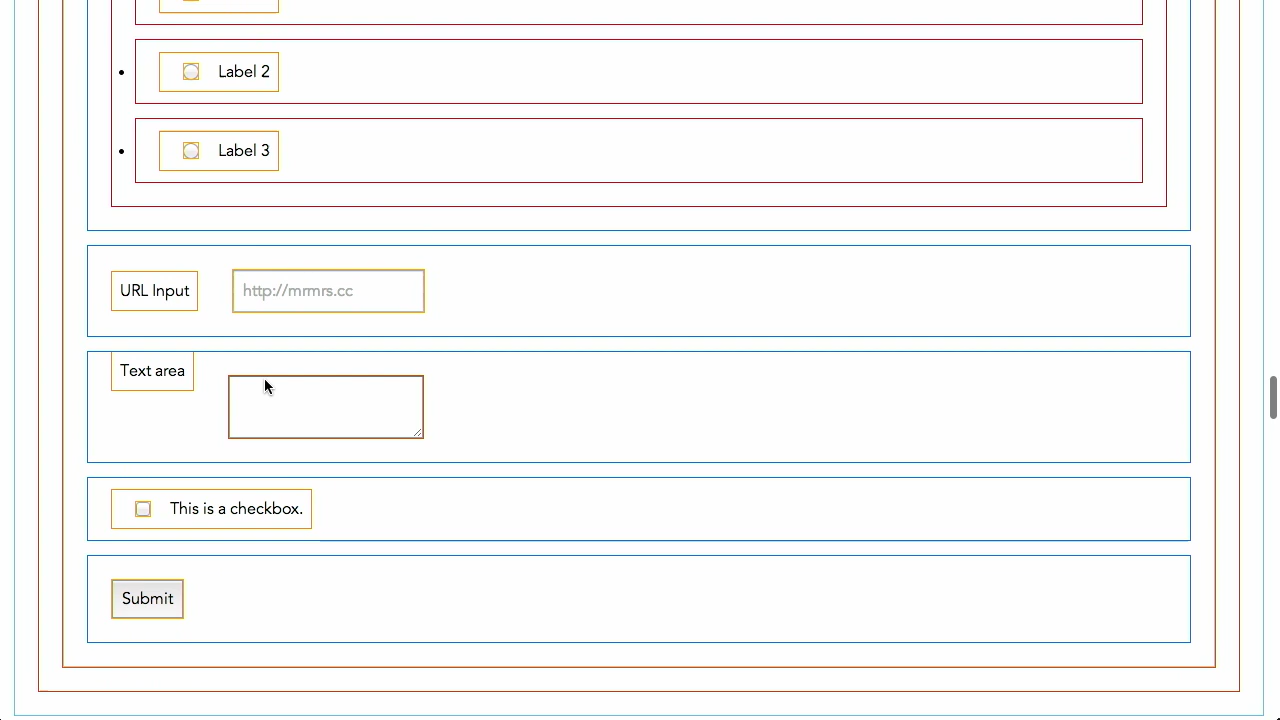 Label 2
Label 3
URL Input http://mrmrs.cc
Text area
This is a checkbox.
Submit